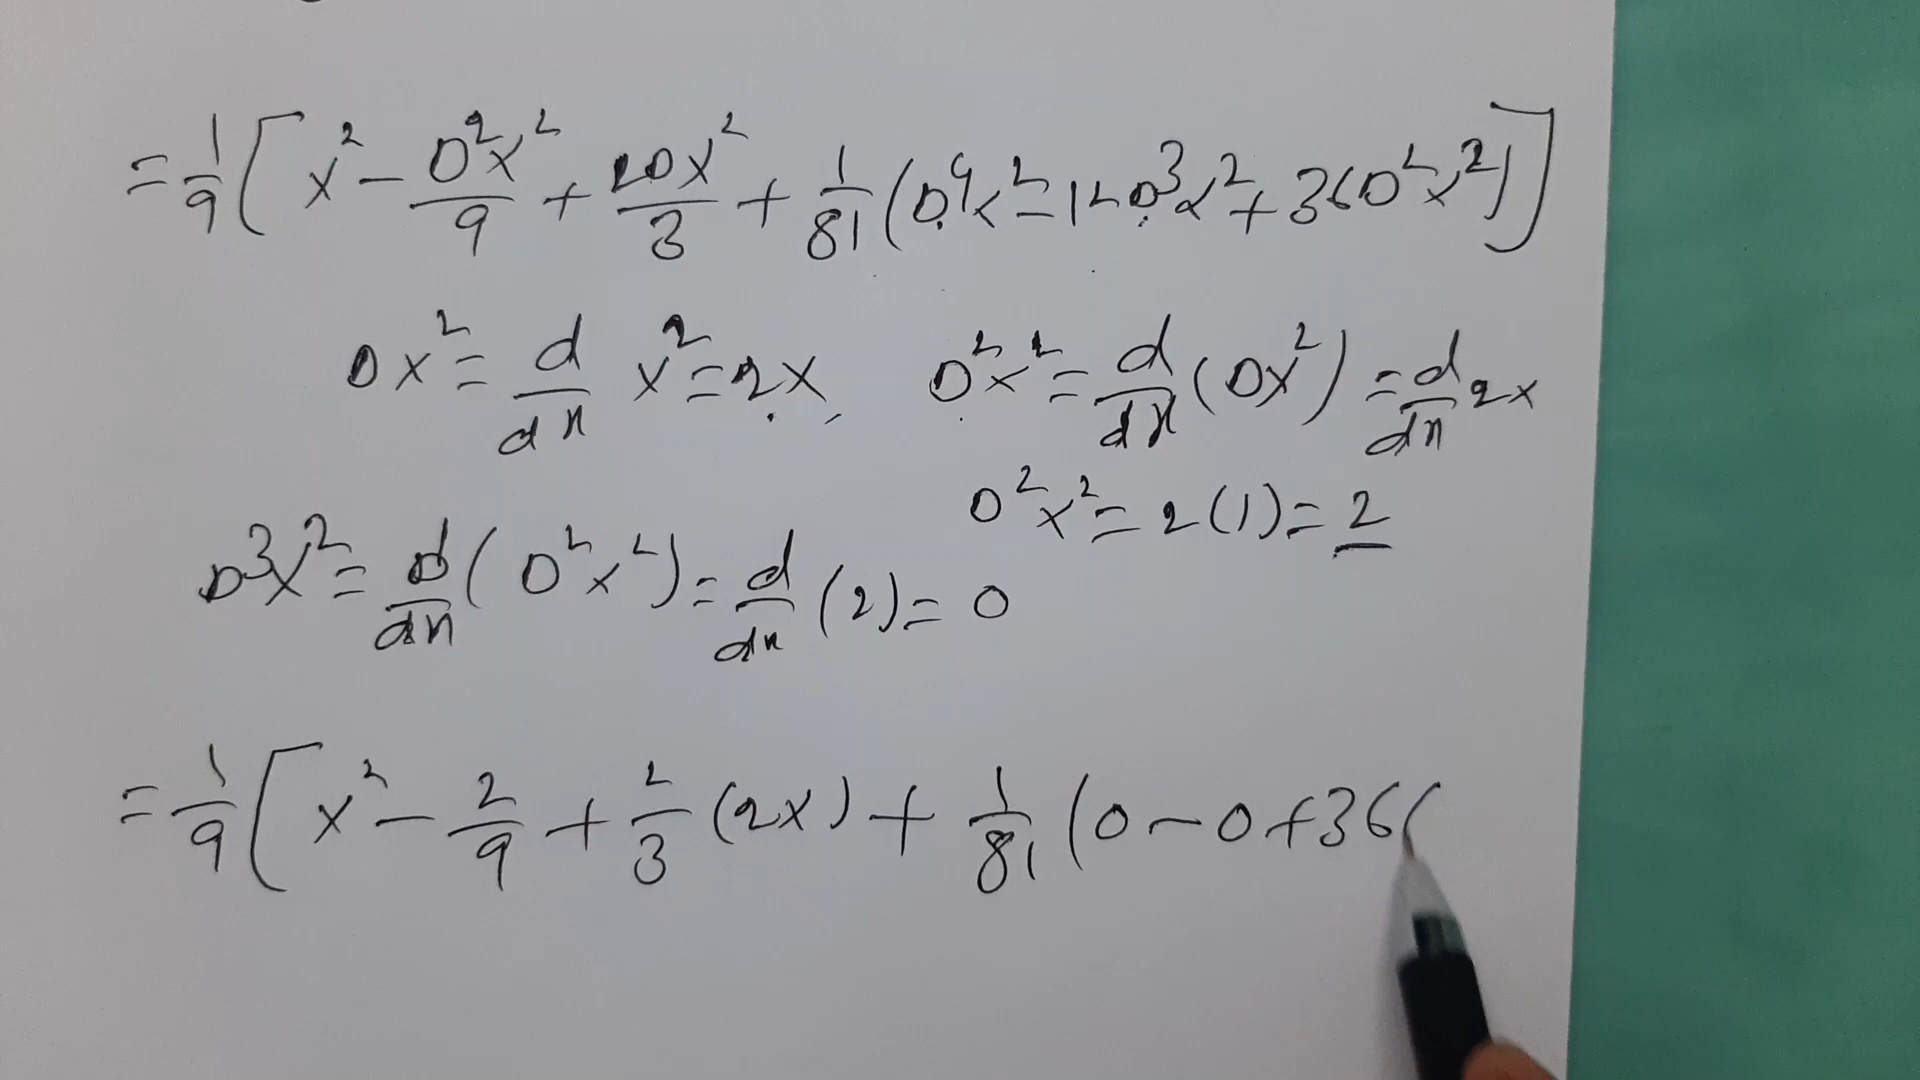 = 1/9 [ x² - D²x²/9 + 2Dx²/3 + 1/81 (D⁴x² - 12D³x² + 36D²x²) ]
Dx² = d/dx x² = 2x, D²x² = d/dx (Dx²) = d/dx 2x
D²x² = 2(1) = 2
D³x² = d/dx (D²x²) = d/dx (2) = 0
= 1/9 [ x² - 2/9 + 2/3 (2x) + 1/81 (0 - 0 + 36(